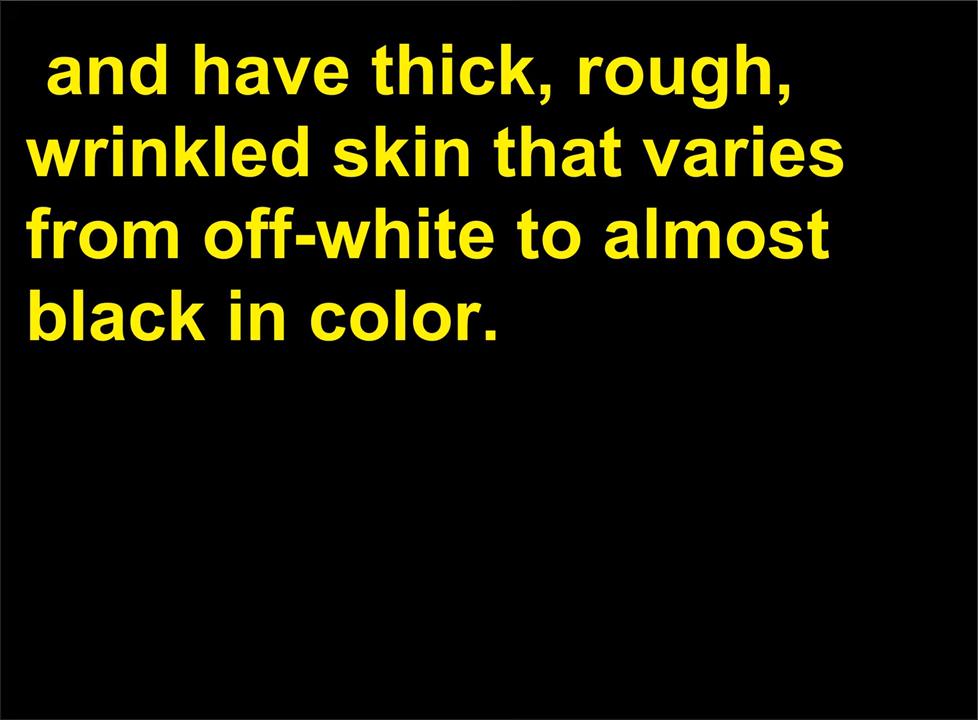 and have thick, rough,
wrinkled skin that varies
from off-white to almost
black in color.